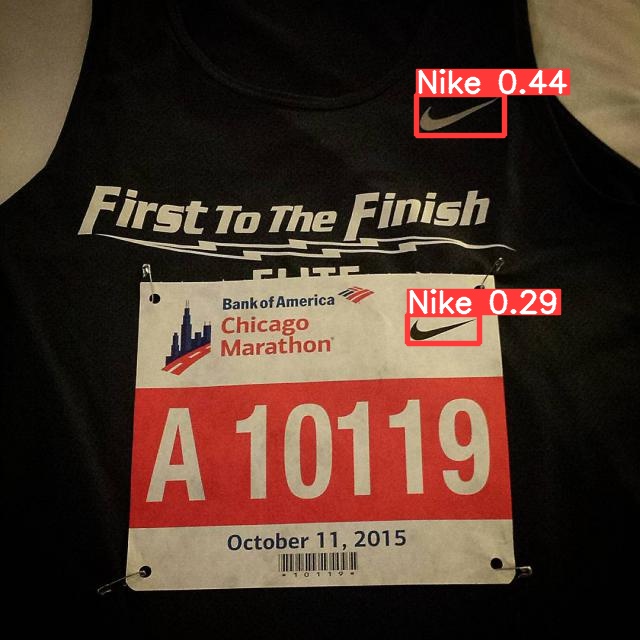 Nike 0.44
First To The Finish
ELITE
Bank of America
Nike 0.29
Chicago
Marathon
A 10119
October 11, 2015
*10119*